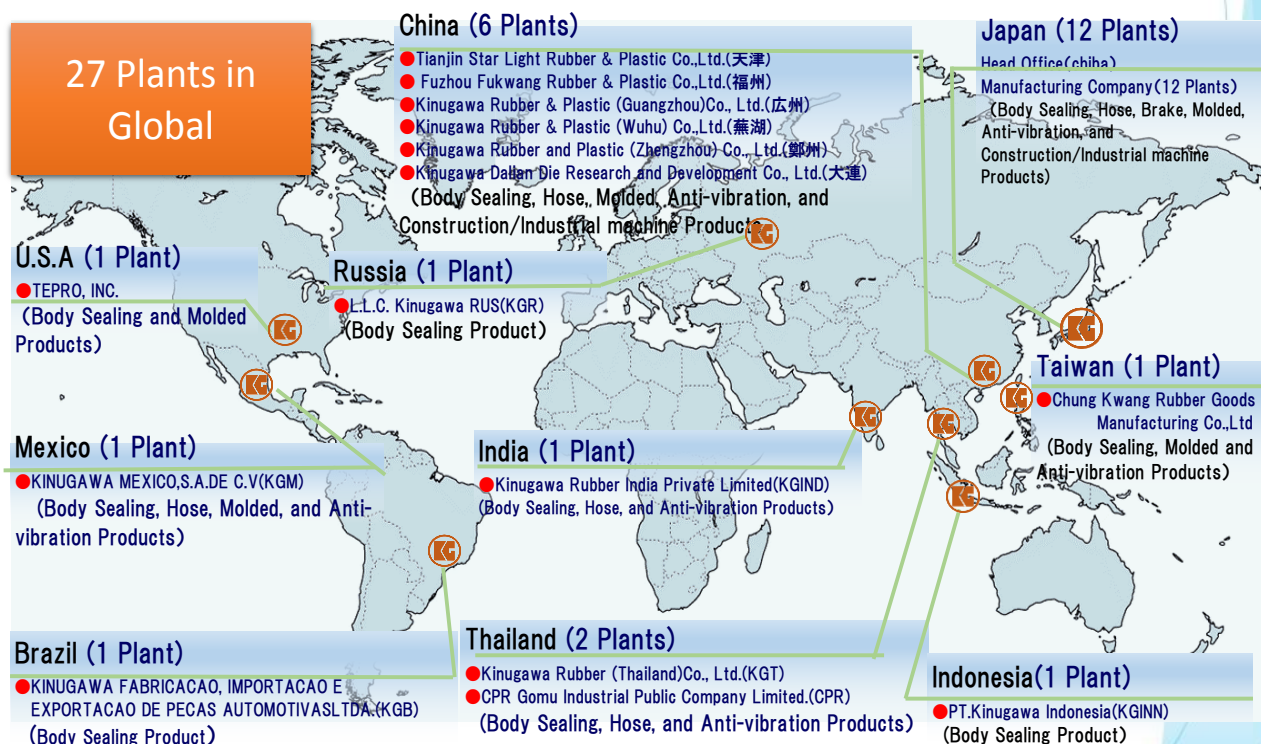 27 Plants in
Global
China (6 Plants)
●Tianjin Star Light Rubber & Plastic Co.,Ltd.(天津)
● Fuzhou Fukwang Rubber & Plastic Co.,Ltd.(福州)
●Kinugawa Rubber & Plastic (Guangzhou)Co., Ltd.(広州)
●Kinugawa Rubber & Plastic (Wuhu) Co.,Ltd.(蕪湖)
●Kinugawa Rubber and Plastic (Zhengzhou) Co., Ltd.(鄭州)
●Kinugawa Dalian Die Research and Development Co., Ltd.(大連)
(Body Sealing, Hose, Molded, Anti-vibration, and
Construction/Industrial machine Products
Japan (12 Plants)
Head Office(chiba)
Manufacturing Company(12 Plants)
(Body Sealing, Hose, Brake, Molded,
Anti-vibration, and
Construction/Industrial machine
Products)
U.S.A (1 Plant)
●TEPRO, INC.
(Body Sealing and Molded
Products)
Russia (1 Plant)
●L.L.C. Kinugawa RUS(KGR)
(Body Sealing Product)
Taiwan (1 Plant)
●Chung Kwang Rubber Goods
Manufacturing Co.,Ltd
(Body Sealing, Molded and
Anti-vibration Products)
Mexico (1 Plant)
●KINUGAWA MEXICO,S.A.DE C.V(KGM)
(Body Sealing, Hose, Molded, and Anti-
vibration Products)
India (1 Plant)
●Kinugawa Rubber India Private Limited(KGIND)
(Body Sealing, Hose, and Anti-vibration Products)
Brazil (1 Plant)
●KINUGAWA FABRICACAO, IMPORTACAO E
EXPORTACAO DE PECAS AUTOMOTIVASLTDA.(KGB)
(Body Sealing Product)
Thailand (2 Plants)
●Kinugawa Rubber (Thailand)Co., Ltd.(KGT)
●CPR Gomu Industrial Public Company Limited.(CPR)
(Body Sealing, Hose, and Anti-vibration Products)
Indonesia(1 Plant)
●PT.Kinugawa Indonesia(KGINN)
(Body Sealing Product)
KG
KG
KG
KG
KG
KG
KG
KG
KG
KG